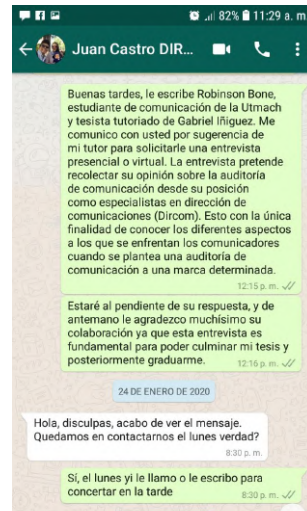 82% 11:29 a. m
Juan Castro DIR...
Buenas tardes, le escribe Robinson Bone,
estudiante de comunicación de la Utmach
y tesista tutoriado de Gabriel Iñiguez. Me
comunico con usted por sugerencia de
mi tutor para solicitarle una entrevista
presencial o virtual. La entrevista pretende
recolectar su opinión sobre la auditoría
de comunicación desde su posición
como especialistas en dirección de
comunicaciones (Dircom). Esto con la única
finalidad de conocer los diferentes aspectos
a los que se enfrentan los comunicadores
cuando se plantea una auditoría de
comunicación a una marca determinada.
12:15 p. m.
Estaré al pendiente de su respuesta, y de
antemano le agradezco muchísimo su
colaboración ya que esta entrevista es
fundamental para poder culminar mi tesis y
posteriormente graduarme.
12:16 p. m.
24 DE ENERO DE 2020
Hola, disculpas, acabo de ver el mensaje.
Quedamos en contactarnos el lunes verdad?
8:30 p. m.
Sí, el lunes yi le llamo o le escribo para
concertar en la tarde
8:30 p. m.